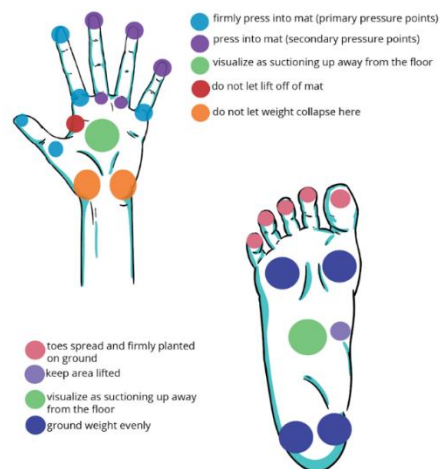 firmly press into mat (primary pressure points)
press into mat (secondary pressure points)
visualize as suctioning up away from the floor
do not let lift off of mat
do not let weight collapse here
toes spread and firmly planted
on ground
keep area lifted
visualize as suctioning up away
from the floor
ground weight evenly